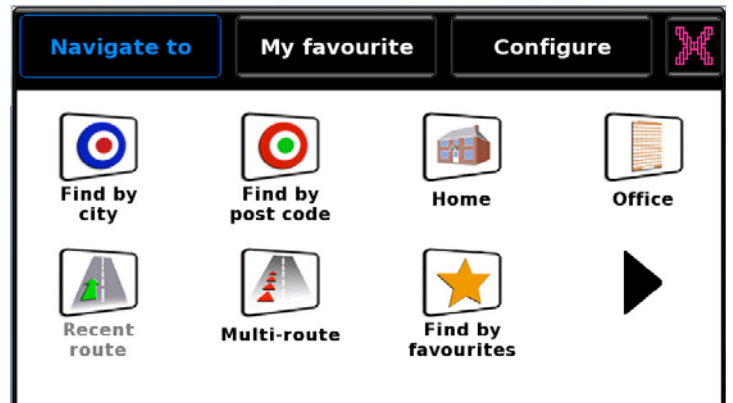 Navigate to
My favourite
Configure
Find by
city
Find by
post code
Home
Office
Recent
route
Multi-route
Find by
favourites